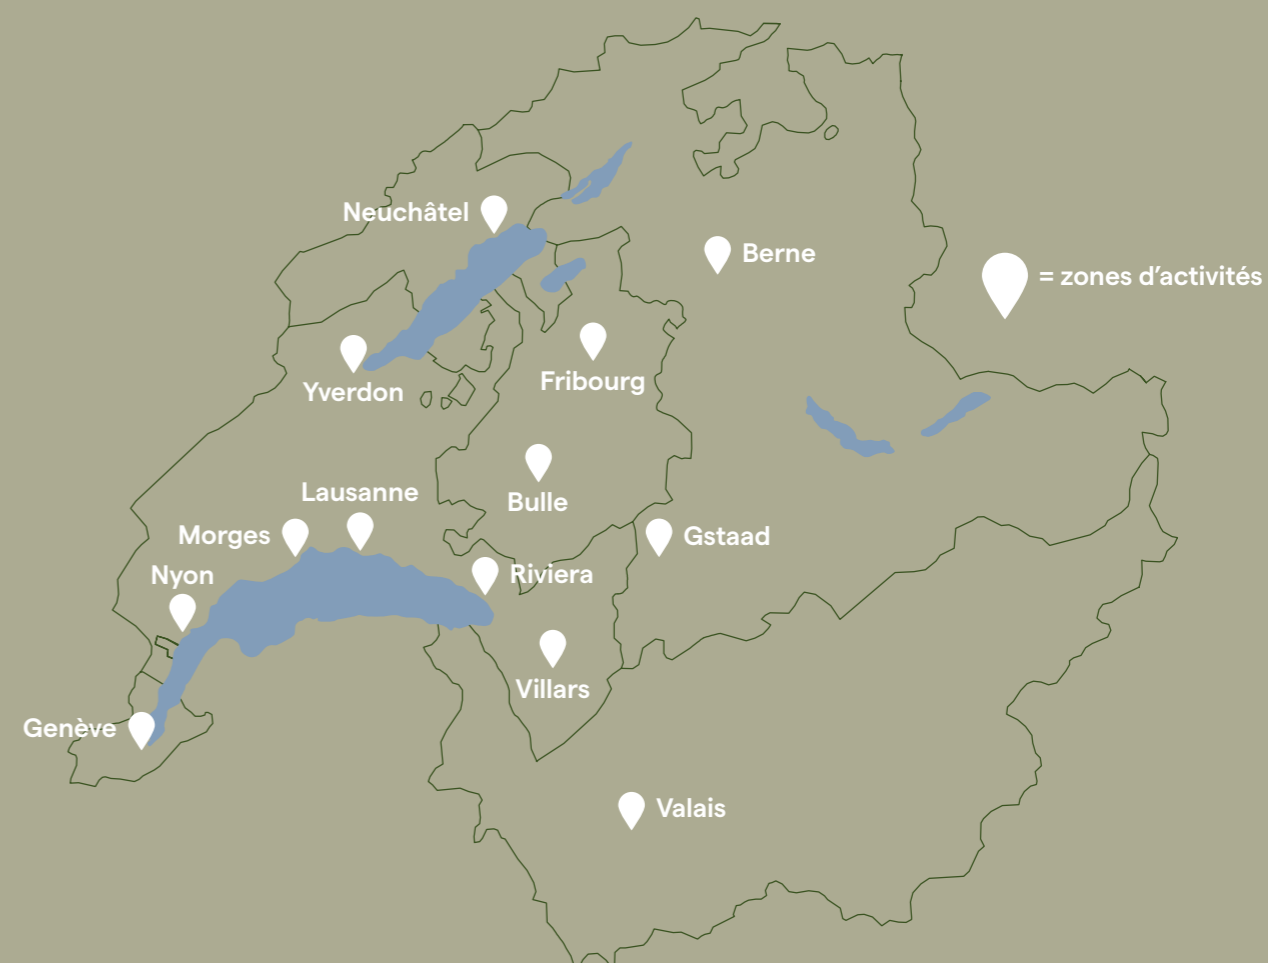 Neuchâtel
Berne
= zones d’activités
Yverdon
Fribourg
Lausanne
Bulle
Morges
Gstaad
Nyon
Riviera
Villars
Genève
Valais